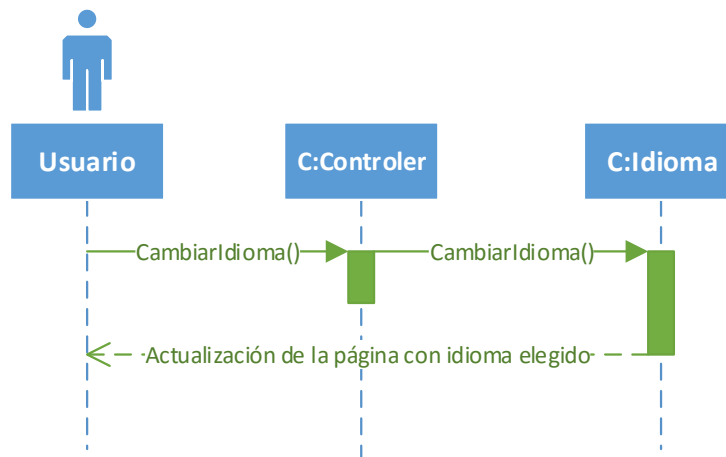 Usuario
C:Controler
C:Idioma
CambiarIdioma()
CambiarIdioma()
Actualización de la página con idioma elegido